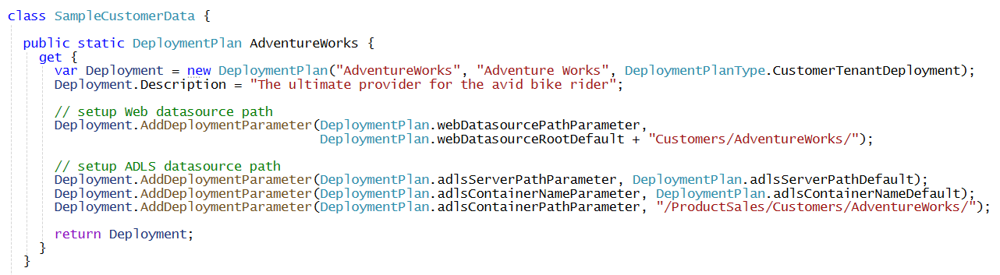 class SampleCustomerData {
public static DeploymentPlan AdventureWorks {
get {
var Deployment = new DeploymentPlan("AdventureWorks", "Adventure Works", DeploymentPlanType.CustomerTenantDeployment);
Deployment.Description = "The ultimate provider for the avid bike rider";
// setup Web datasource path
Deployment.AddDeploymentParameter(DeploymentPlan.webDatasourcePathParameter,
DeploymentPlan.webDatasourceRootDefault + "Customers/AdventureWorks/");
// setup ADLS datasource path
Deployment.AddDeploymentParameter(DeploymentPlan.adlsServerPathParameter, DeploymentPlan.adlsServerPathDefault);
Deployment.AddDeploymentParameter(DeploymentPlan.adlsContainerNameParameter, DeploymentPlan.adlsContainerNameDefault);
Deployment.AddDeploymentParameter(DeploymentPlan.adlsContainerPathParameter, "/ProductSales/Customers/AdventureWorks/");
return Deployment;
}
}